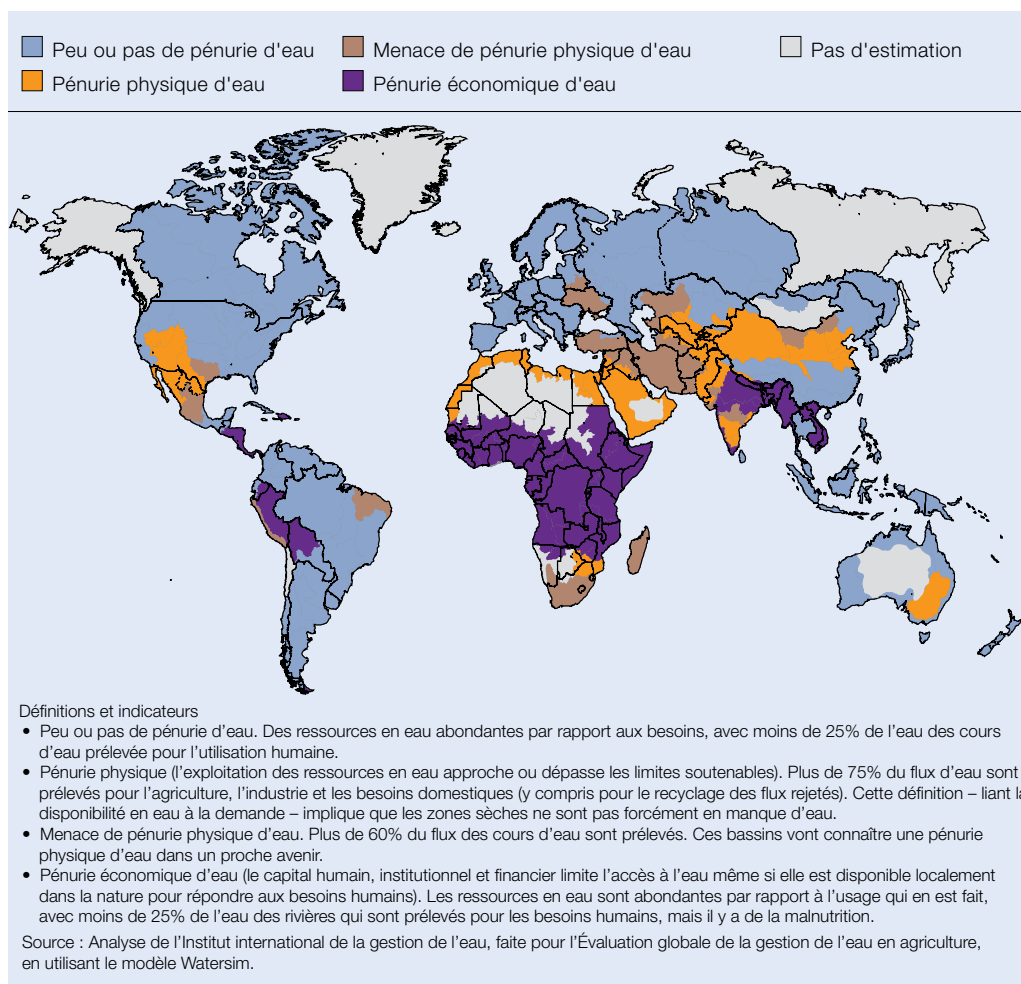 Peu ou pas de pénurie d'eau
Menace de pénurie physique d'eau
Pas d'estimation
Pénurie physique d'eau
Pénurie économique d'eau
Définitions et indicateurs
• Peu ou pas de pénurie d’eau. Des ressources en eau abondantes par rapport aux besoins, avec moins de 25% de l’eau des cours
d’eau prélevée pour l’utilisation humaine.
• Pénurie physique (l’exploitation des ressources en eau approche ou dépasse les limites soutenables). Plus de 75% du flux d’eau sont
prélevés pour l’agriculture, l’industrie et les besoins domestiques (y compris pour le recyclage des flux rejetés). Cette définition – liant la
disponibilité en eau à la demande – implique que les zones sèches ne sont pas forcément en manque d’eau.
• Menace de pénurie physique d’eau. Plus de 60% du flux des cours d’eau sont prélevés. Ces bassins vont connaître une pénurie
physique d’eau dans un proche avenir.
• Pénurie économique d’eau (le capital humain, institutionnel et financier limite l’accès à l’eau même si elle est disponible localement
dans la nature pour répondre aux besoins humains). Les ressources en eau sont abondantes par rapport à l’usage qui en est fait,
avec moins de 25% de l’eau des rivières qui sont prélevés pour les besoins humains, mais il y a de la malnutrition.
Source : Analyse de l’Institut international de la gestion de l’eau, faite pour l’Évaluation globale de la gestion de l’eau en agriculture,
en utilisant le modèle Watersim.